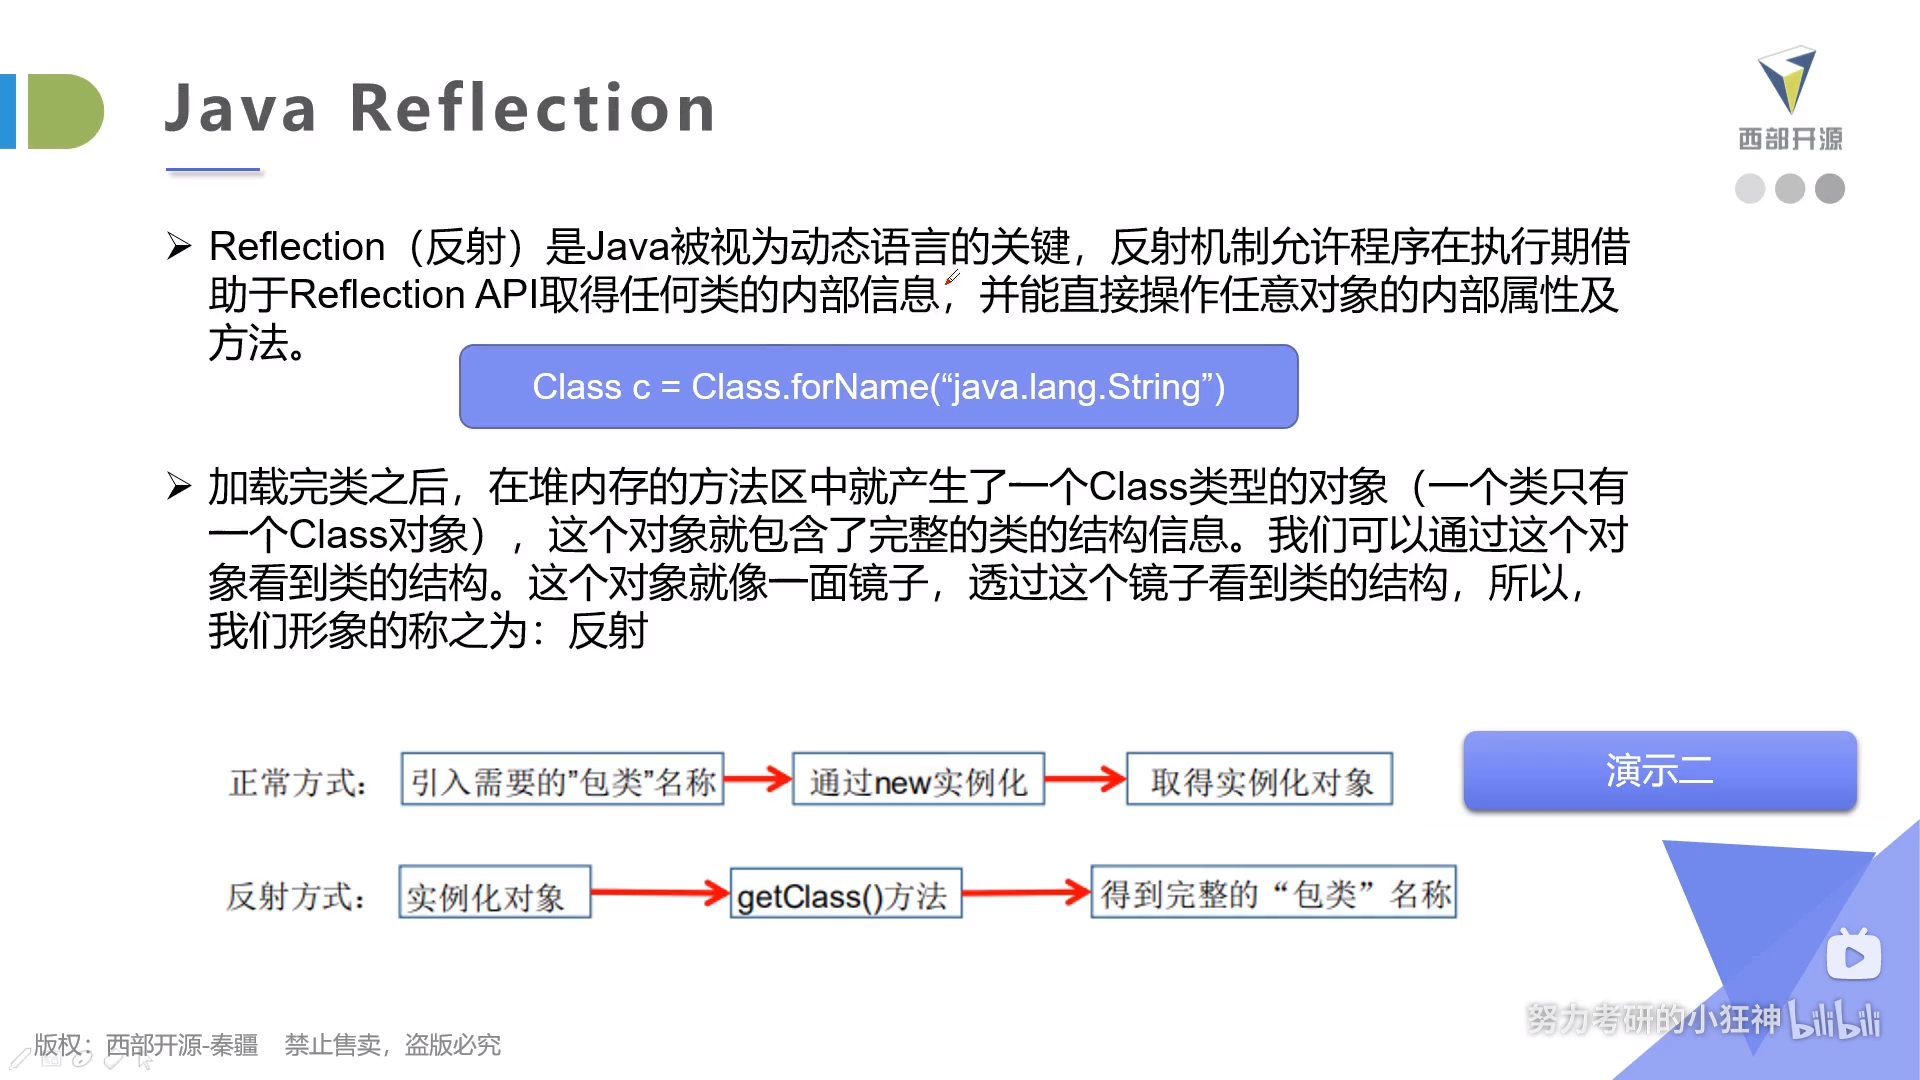 Java Reflection
西部开源
➢ Reflection（反射）是Java被视为动态语言的关键，反射机制允许程序在执行期借
助于Reflection API取得任何类的内部信息，并能直接操作任意对象的内部属性及
方法。
Class c = Class.forName(“java.lang.String”)
➢ 加载完类之后，在堆内存的方法区中就产生了一个Class类型的对象（一个类只有
一个Class对象），这个对象就包含了完整的类的结构信息。我们可以通过这个对
象看到类的结构。这个对象就像一面镜子，透过这个镜子看到类的结构，所以，
我们形象的称之为：反射
正常方式： 引入需要的”包类”名称 通过new实例化 取得实例化对象
演示二
反射方式： 实例化对象 getClass()方法 得到完整的“包类”名称
努力考研的小狂神 bilibili
版权：西部开源-秦疆 禁止售卖，盗版必究